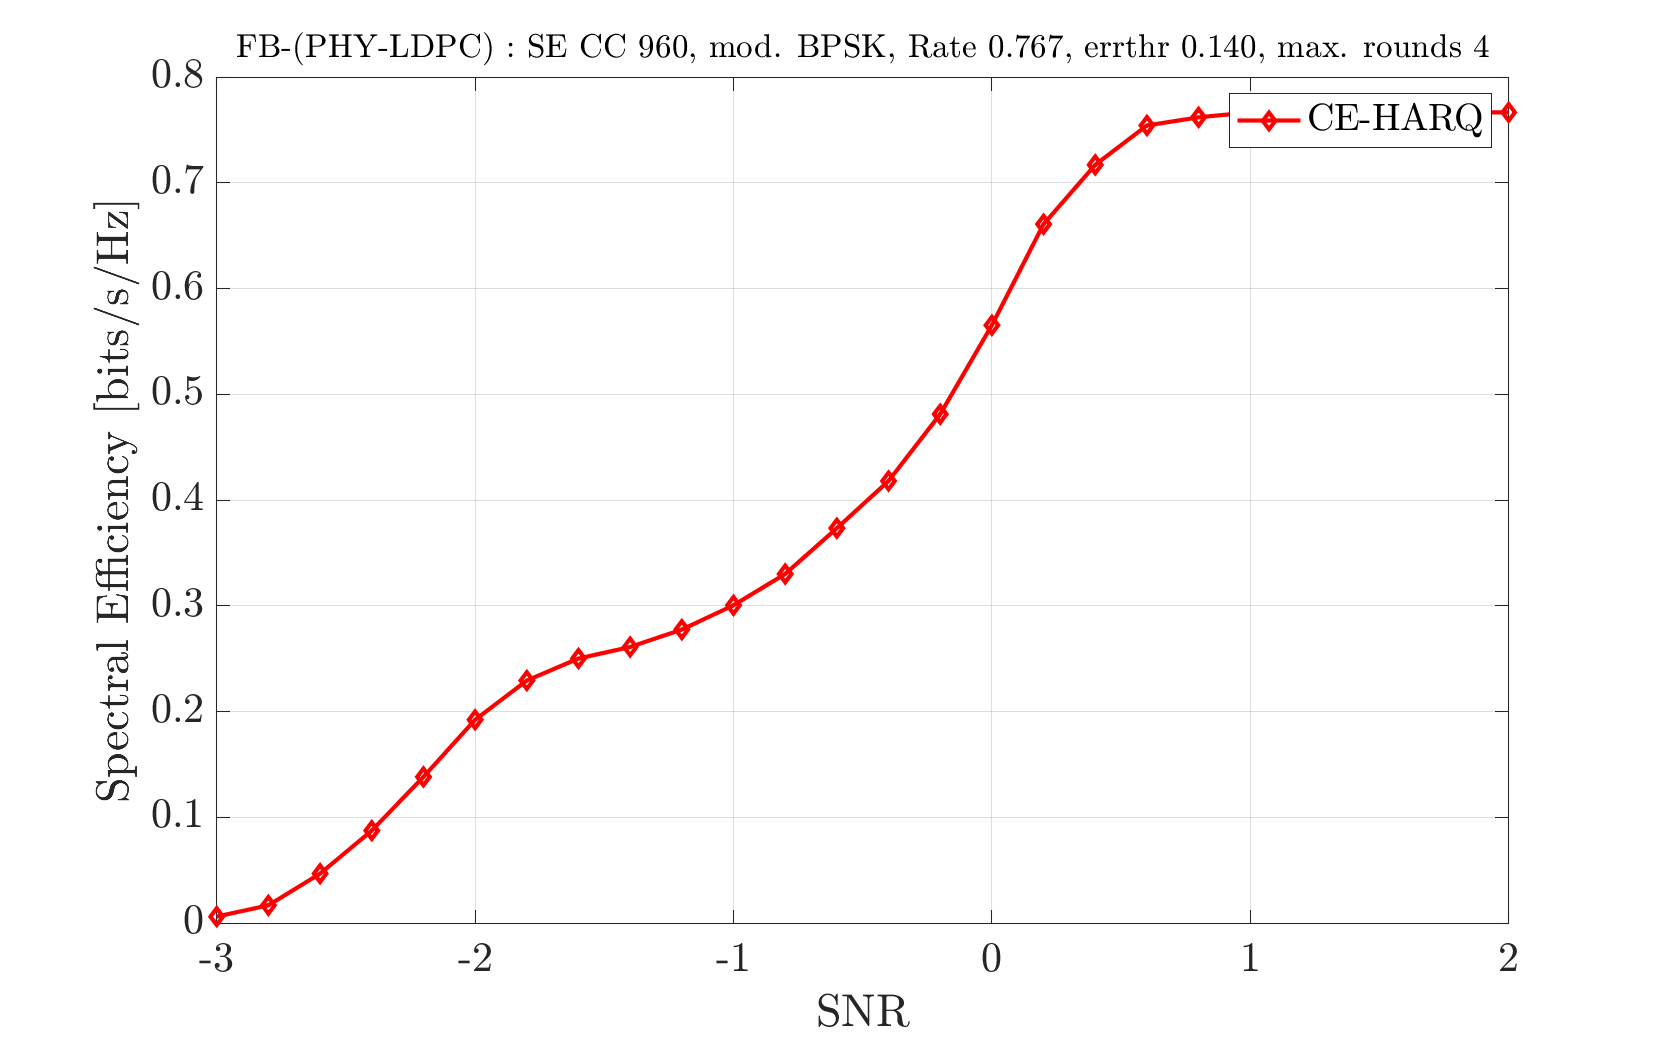 FB-(PHY-LDPC) : SE CC 960, mod. BPSK, Rate 0.767, errthr 0.140, max. rounds 4
CE-HARQ
Spectral Efficiency [bits/s/Hz]
0.8
0.7
0.6
0.5
0.4
0.3
0.2
0.1
0
-3 -2 -1 0 1 2
SNR